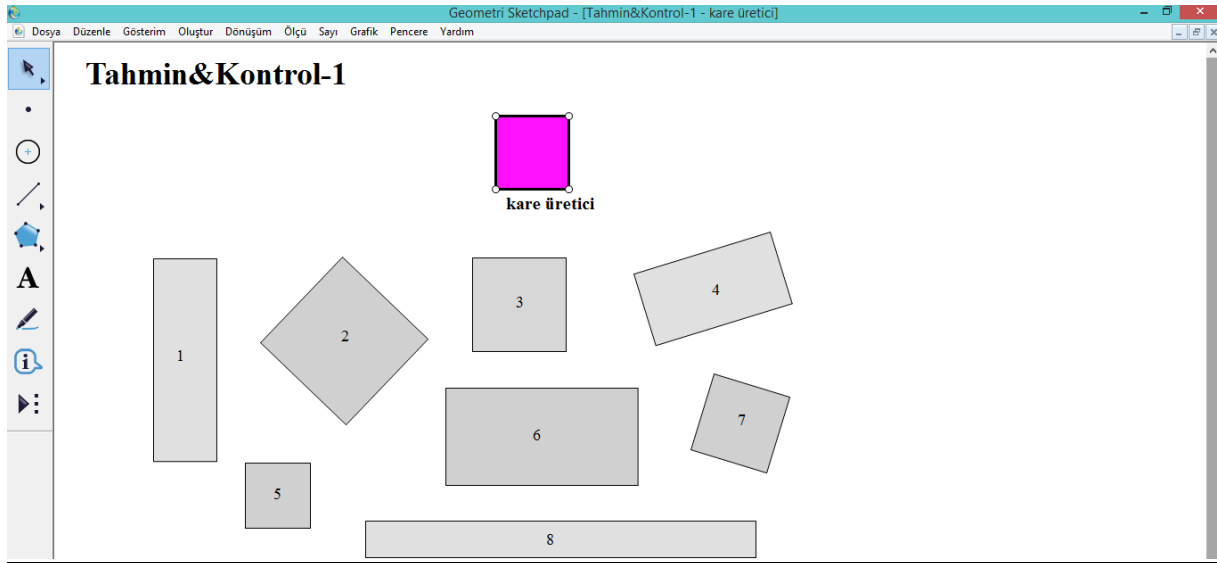 Geometri Sketchpad - [Tahmin&Kontrol-1 - kare üretici]
Dosya Düzenle Gösterim Oluştur Dönüşüm Ölçü Sayı Grafik Pencere Yardım
Tahmin&Kontrol-1
kare üretici
A
i
1
2
3
4
5
6
7
8